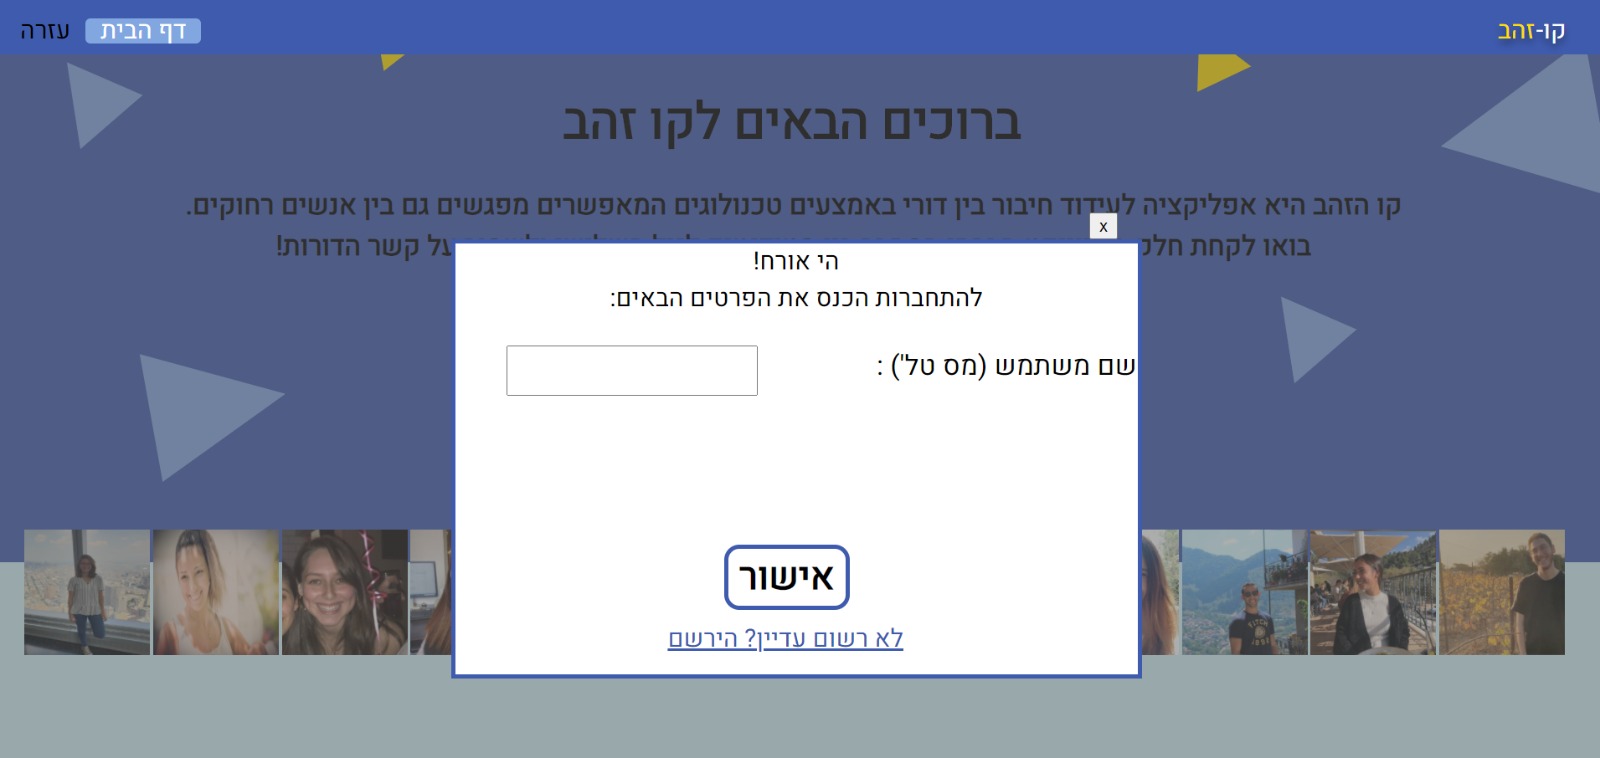 קו-זהב
דף הבית
עזרה
ברוכים הבאים לקו זהב
קו הזהב היא אפליקציה לעידוד חיבור בין דורי באמצעים טכנולוגים המאפשרים מפגשים גם בין אנשים רחוקים.
בואו לקחת חלק על קשר הדורות!
x
הי אורח!
להתחברות הכנס את הפרטים הבאים:
שם משתמש (מס טל') :
אישור
לא רשום עדיין? הירשם